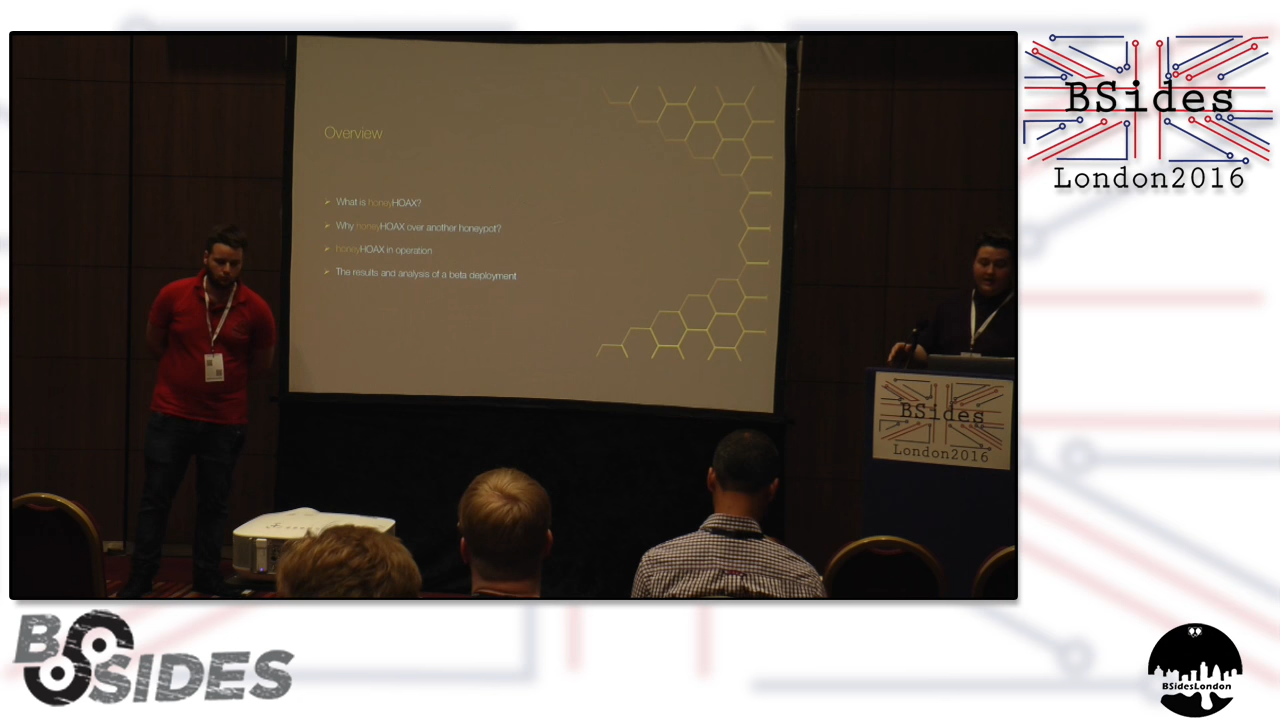 Overview
➢ What is honeyHOAX?
➢ Why honeyHOAX over another honeypot?
➢ honeyHOAX in operation
➢ The results and analysis of a beta deployment
BSides
London2016
BSides
London2016
BSIDES
BSidesLondon